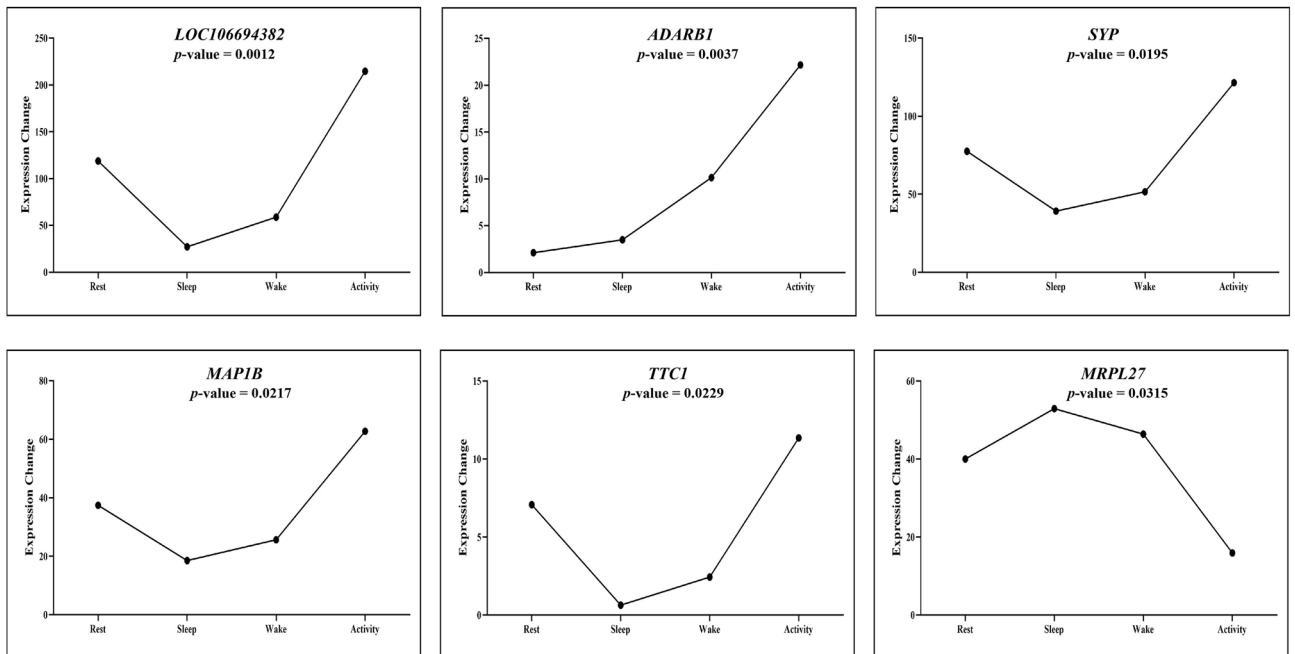 LOC106694382
p-value = 0.0012
Expression Change
250
200
150
100
50
0
Rest Sleep Wake Activity
ADARB1
p-value = 0.0037
Expression Change
25
20
15
10
5
0
Rest Sleep Wake Activity
SYP
p-value = 0.0195
Expression Change
150
100
50
0
Rest Sleep Wake Activity
MAP1B
p-value = 0.0217
Expression Change
80
60
40
20
0
Rest Sleep Wake Activity
TTC1
p-value = 0.0229
Expression Change
15
10
5
0
Rest Sleep Wake Activity
MRPL27
p-value = 0.0315
Expression Change
60
40
20
0
Rest Sleep Wake Activity